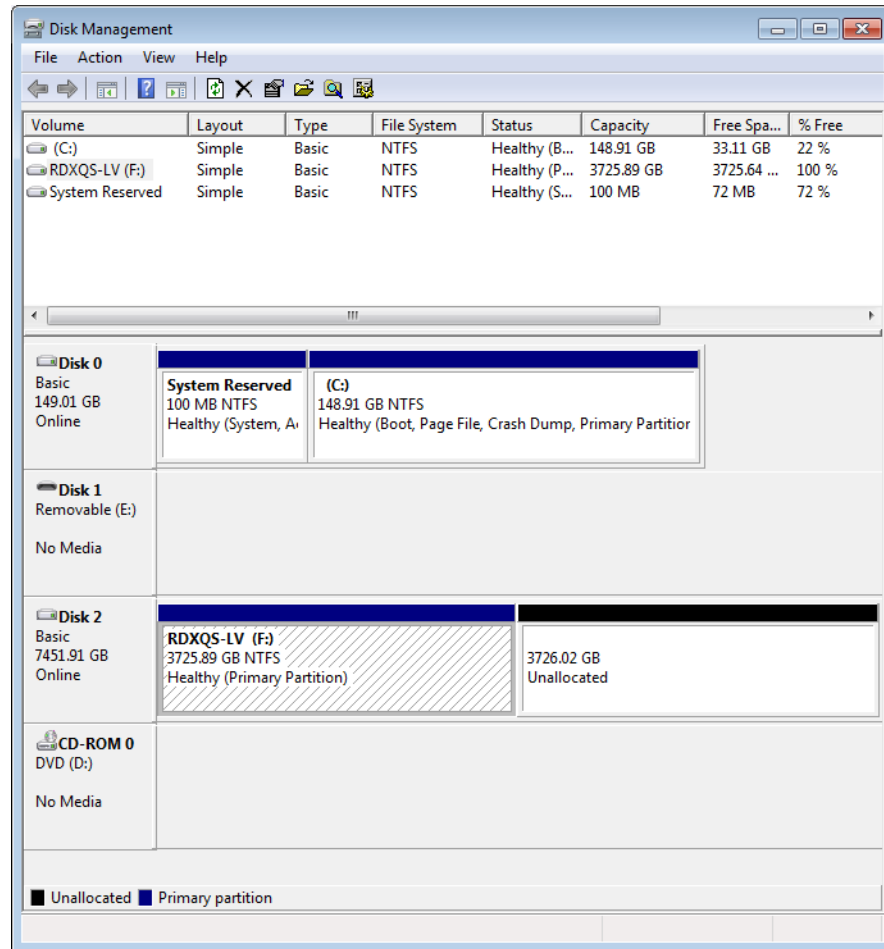 Disk Management
File Action View Help
Volume Layout Type File System Status Capacity Free Spa... % Free
(C:) Simple Basic NTFS Healthy (B... 148.91 GB 33.11 GB 22 %
RDXQS-LV (F:) Simple Basic NTFS Healthy (P... 3725.89 GB 3725.64 ... 100 %
System Reserved Simple Basic NTFS Healthy (S... 100 MB 72 MB 72 %
Disk 0
Basic
149.01 GB
Online
System Reserved
100 MB NTFS
Healthy (System, A
(C:)
148.91 GB NTFS
Healthy (Boot, Page File, Crash Dump, Primary Partitior
Disk 1
Removable (E:)
No Media
Disk 2
Basic
7451.91 GB
Online
RDXQS-LV (F:)
3725.89 GB NTFS
Healthy (Primary Partition)
3726.02 GB
Unallocated
CD-ROM 0
DVD (D:)
No Media
Unallocated Primary partition